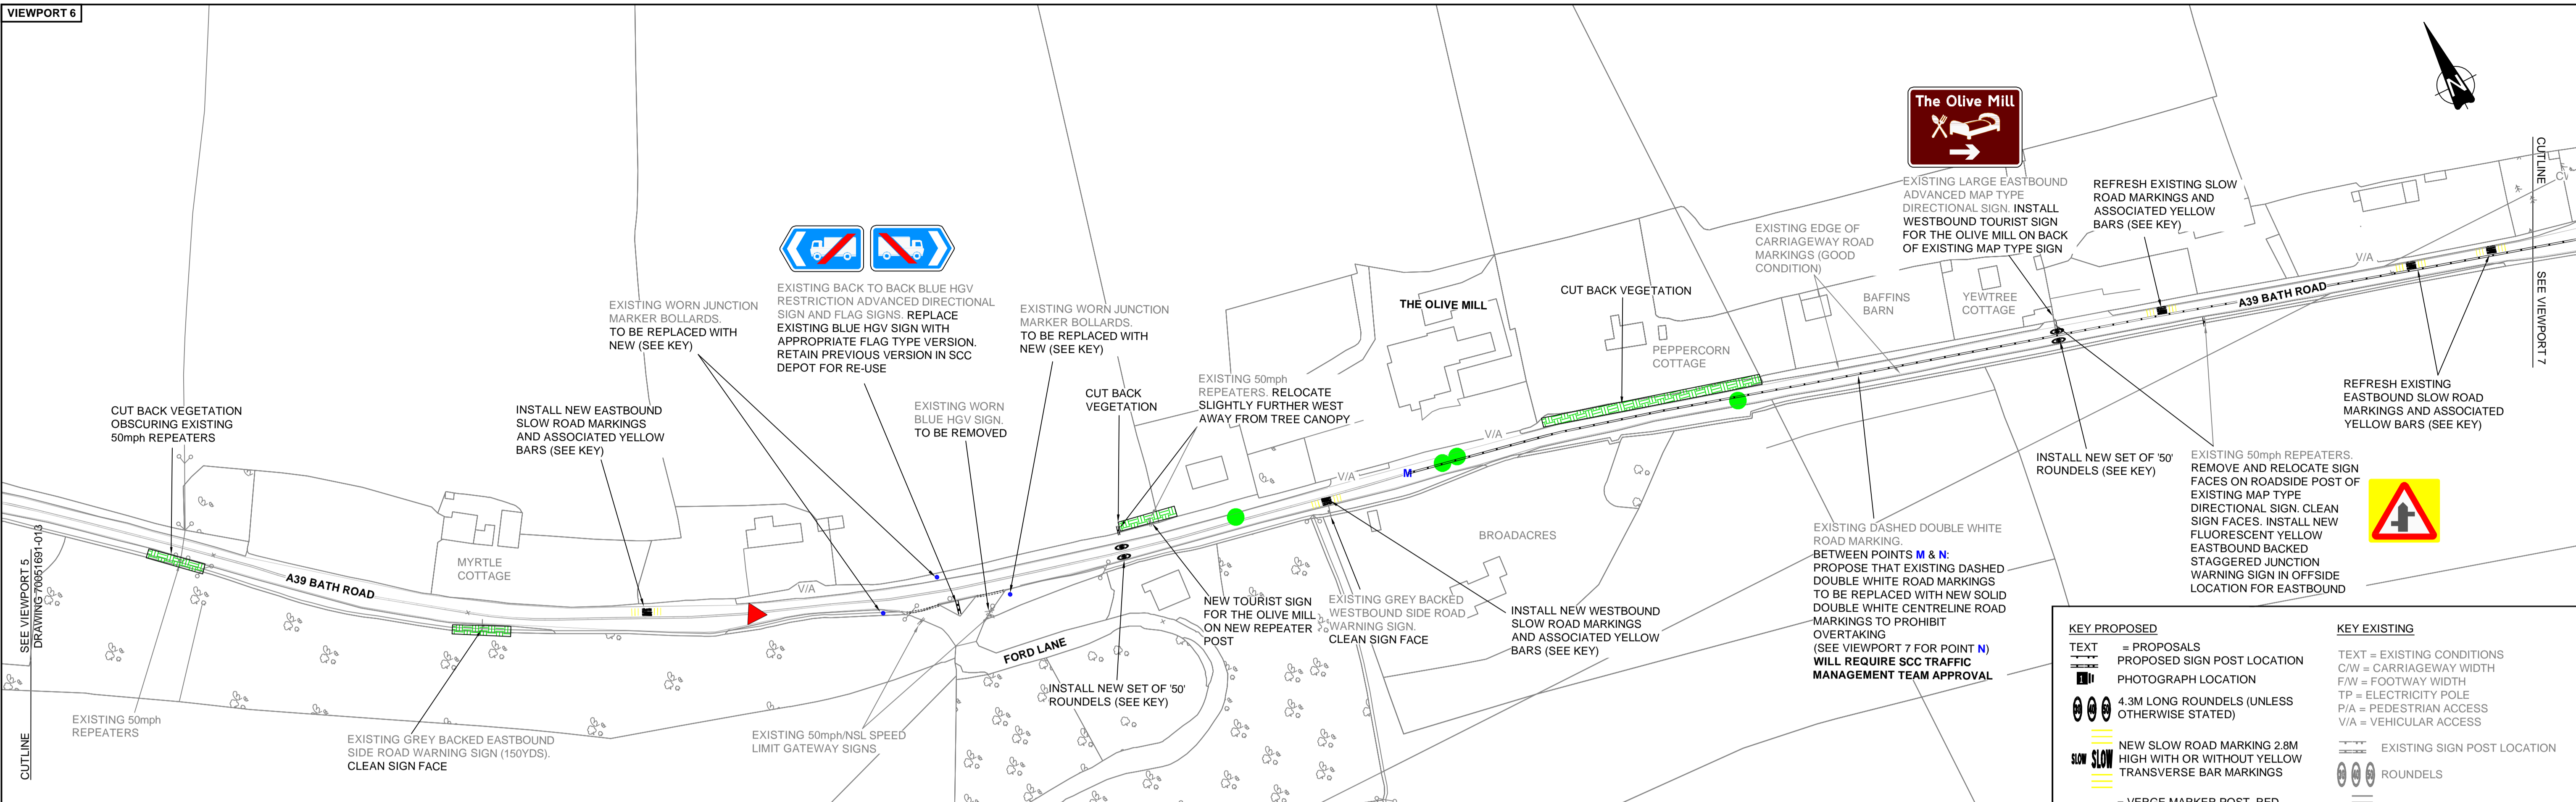 VIEWPORT 6
The Olive Mill
EXISTING LARGE EASTBOUND
ADVANCED MAP TYPE
DIRECTIONAL SIGN. INSTALL
WESTBOUND TOURIST SIGN
FOR THE OLIVE MILL ON BACK
OF EXISTING MAP TYPE SIGN
REFRESH EXISTING SLOW
ROAD MARKINGS AND
ASSOCIATED YELLOW
BARS (SEE KEY)
N
CUTLINE
SEE VIEWPORT 7
EXISTING EDGE OF
CARRIAGEWAY ROAD
MARKINGS (GOOD
CONDITION)
BAFFINS
BARN
YEWTREE
COTTAGE
V/A
A39 BATH ROAD
EXISTING BACK TO BACK BLUE HGV
RESTRICTION ADVANCED DIRECTIONAL
SIGN AND FLAG SIGNS. REPLACE
EXISTING BLUE HGV SIGN WITH
APPROPRIATE FLAG TYPE VERSION.
RETAIN PREVIOUS VERSION IN SCC
DEPOT FOR RE-USE
EXISTING WORN JUNCTION
MARKER BOLLARDS.
TO BE REPLACED WITH
NEW (SEE KEY)
EXISTING WORN JUNCTION
MARKER BOLLARDS.
TO BE REPLACED WITH
NEW (SEE KEY)
THE OLIVE MILL
CUT BACK VEGETATION
PEPPERCORN
COTTAGE
EXISTING 50mph
REPEATERS. RELOCATE
SLIGHTLY FURTHER WEST
AWAY FROM TREE CANOPY
CUT BACK
VEGETATION
EXISTING WORN
BLUE HGV SIGN.
TO BE REMOVED
CUT BACK VEGETATION
OBSCURING EXISTING
50mph REPEATERS
INSTALL NEW EASTBOUND
SLOW ROAD MARKINGS
AND ASSOCIATED YELLOW
BARS (SEE KEY)
REFRESH EXISTING
EASTBOUND SLOW ROAD
MARKINGS AND ASSOCIATED
YELLOW BARS (SEE KEY)
V/A
V/A
M
INSTALL NEW SET OF '50'
ROUNDELS (SEE KEY)
EXISTING 50mph REPEATERS.
REMOVE AND RELOCATE SIGN
FACES ON ROADSIDE POST OF
EXISTING MAP TYPE
DIRECTIONAL SIGN. CLEAN
SIGN FACES. INSTALL NEW
FLUORESCENT YELLOW
EASTBOUND BACKED
STAGGERED JUNCTION
WARNING SIGN IN OFFSIDE
LOCATION FOR EASTBOUND
BROADACRES
EXISTING DASHED DOUBLE WHITE
ROAD MARKING.
BETWEEN POINTS M & N:
PROPOSE THAT EXISTING DASHED
DOUBLE WHITE ROAD MARKINGS
TO BE REPLACED WITH NEW SOLID
DOUBLE WHITE CENTRELINE ROAD
MARKINGS TO PROHIBIT
OVERTAKING
(SEE VIEWPORT 7 FOR POINT N)
WILL REQUIRE SCC TRAFFIC
MANAGEMENT TEAM APPROVAL
SEE VIEWPORT 5
DRAWING 70051691-013
CUTLINE
A39 BATH ROAD
MYRTLE
COTTAGE
V/A
NEW TOURIST SIGN
FOR THE OLIVE MILL
ON NEW REPEATER
POST
EXISTING GREY BACKED
WESTBOUND SIDE ROAD
WARNING SIGN.
CLEAN SIGN FACE
INSTALL NEW WESTBOUND
SLOW ROAD MARKINGS
AND ASSOCIATED YELLOW
BARS (SEE KEY)
FORD LANE
INSTALL NEW SET OF '50'
ROUNDELS (SEE KEY)
EXISTING 50mph
REPEATERS
EXISTING GREY BACKED EASTBOUND
SIDE ROAD WARNING SIGN (150YDS).
CLEAN SIGN FACE
EXISTING 50mph/NSL SPEED
LIMIT GATEWAY SIGNS
KEY PROPOSED
TEXT = PROPOSALS
PROPOSED SIGN POST LOCATION
1 PHOTOGRAPH LOCATION
30 40 50 4.3M LONG ROUNDELS (UNLESS
OTHERWISE STATED)
SLOW SLOW NEW SLOW ROAD MARKING 2.8M
HIGH WITH OR WITHOUT YELLOW
TRANSVERSE BAR MARKINGS
= VERGE MARKER POST, RED
KEY EXISTING
TEXT = EXISTING CONDITIONS
C/W = CARRIAGEWAY WIDTH
F/W = FOOTWAY WIDTH
TP = ELECTRICITY POLE
P/A = PEDESTRIAN ACCESS
V/A = VEHICULAR ACCESS
EXISTING SIGN POST LOCATION
30 40 50 ROUNDELS